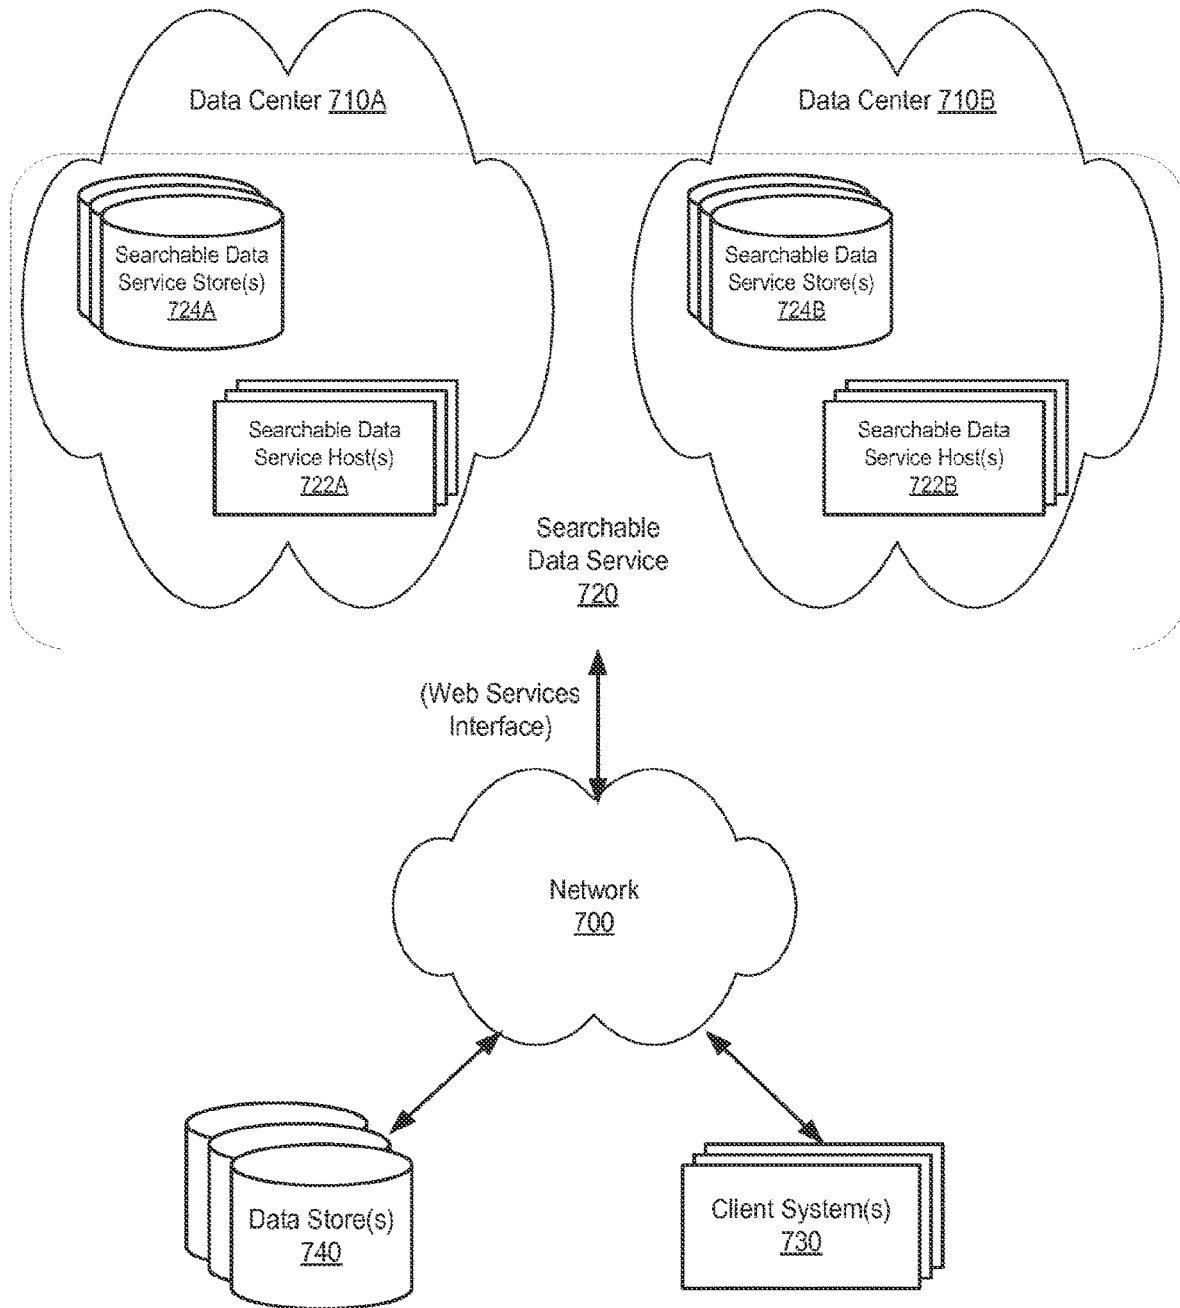 Data Center 710A
Data Center 710B
Searchable Data
Service Store(s)
724A
Searchable Data
Service Store(s)
724B
Searchable Data
Service Host(s)
722A
Searchable Data
Service Host(s)
722B
Searchable
Data Service
720
(Web Services
Interface)
Network
700
Data Store(s)
740
Client System(s)
730